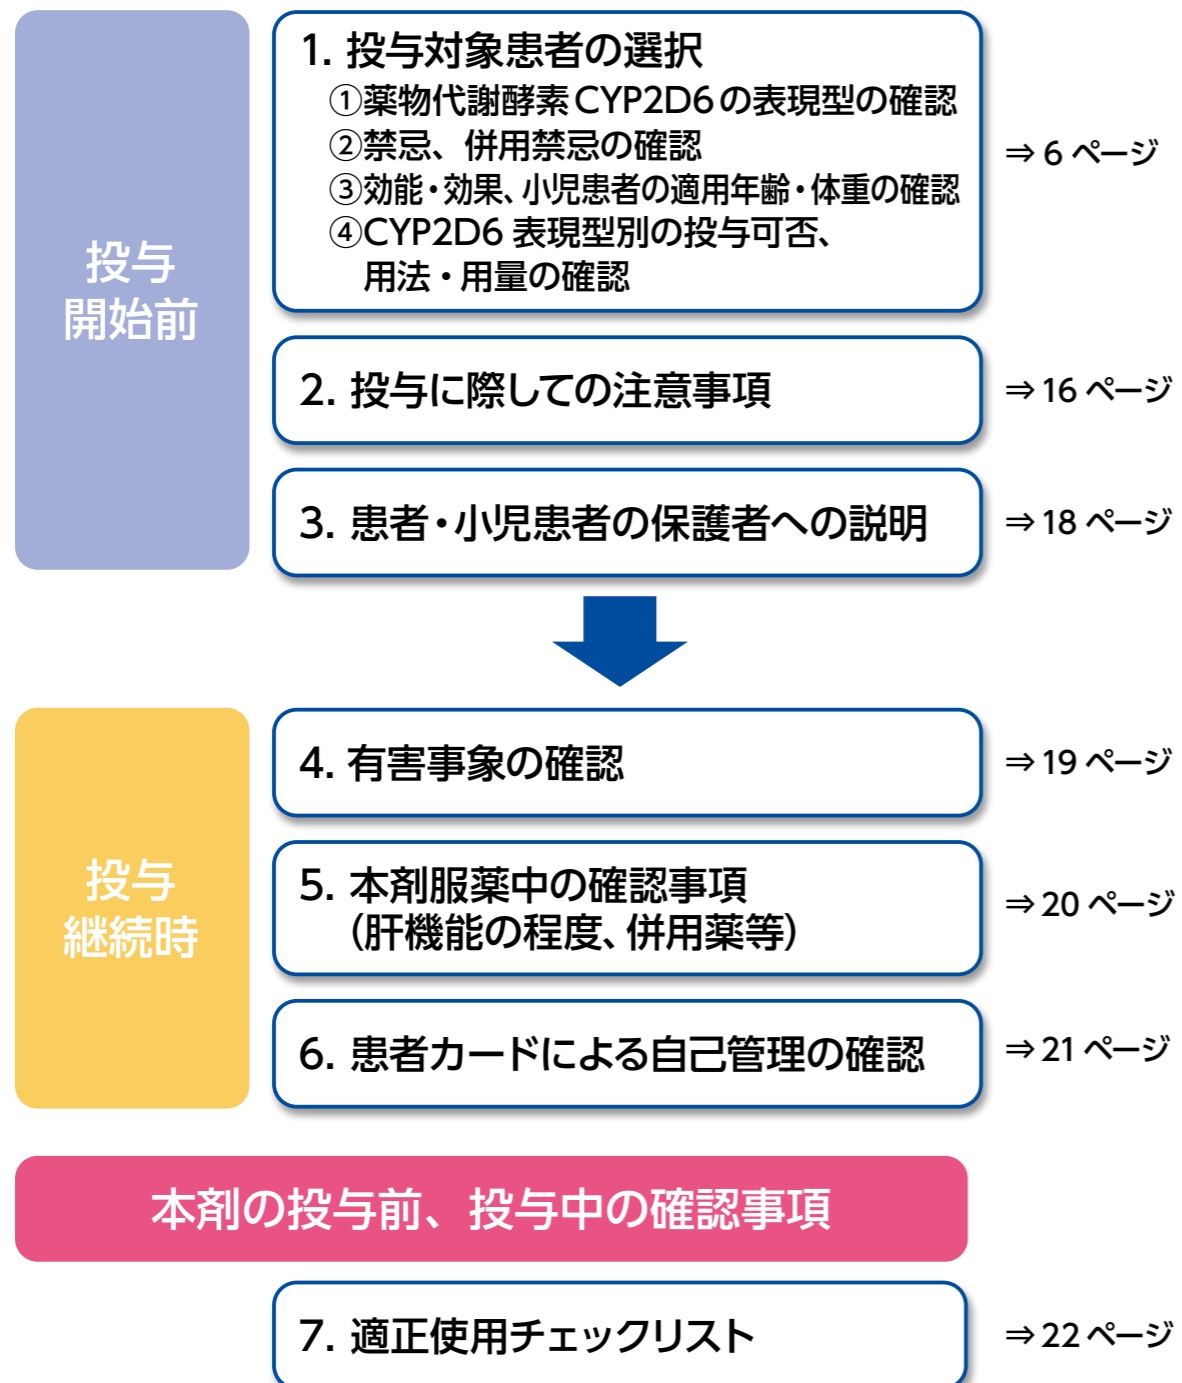 投与
開始前
1. 投与対象患者の選択
①薬物代謝酵素CYP2D6の表現型の確認
②禁忌、併用禁忌の確認
③効能・効果、小児患者の適用年齢・体重の確認
④CYP2D6 表現型別の投与可否、
用法・用量の確認
⇒ 6 ページ
2. 投与に際しての注意事項
⇒ 16 ページ
3. 患者・小児患者の保護者への説明
⇒ 18 ページ
投与
継続時
4. 有害事象の確認
⇒ 19 ページ
5. 本剤服薬中の確認事項
（肝機能の程度、併用薬等）
⇒ 20 ページ
6. 患者カードによる自己管理の確認
⇒ 21 ページ
本剤の投与前、投与中の確認事項
7. 適正使用チェックリスト
⇒ 22 ページ